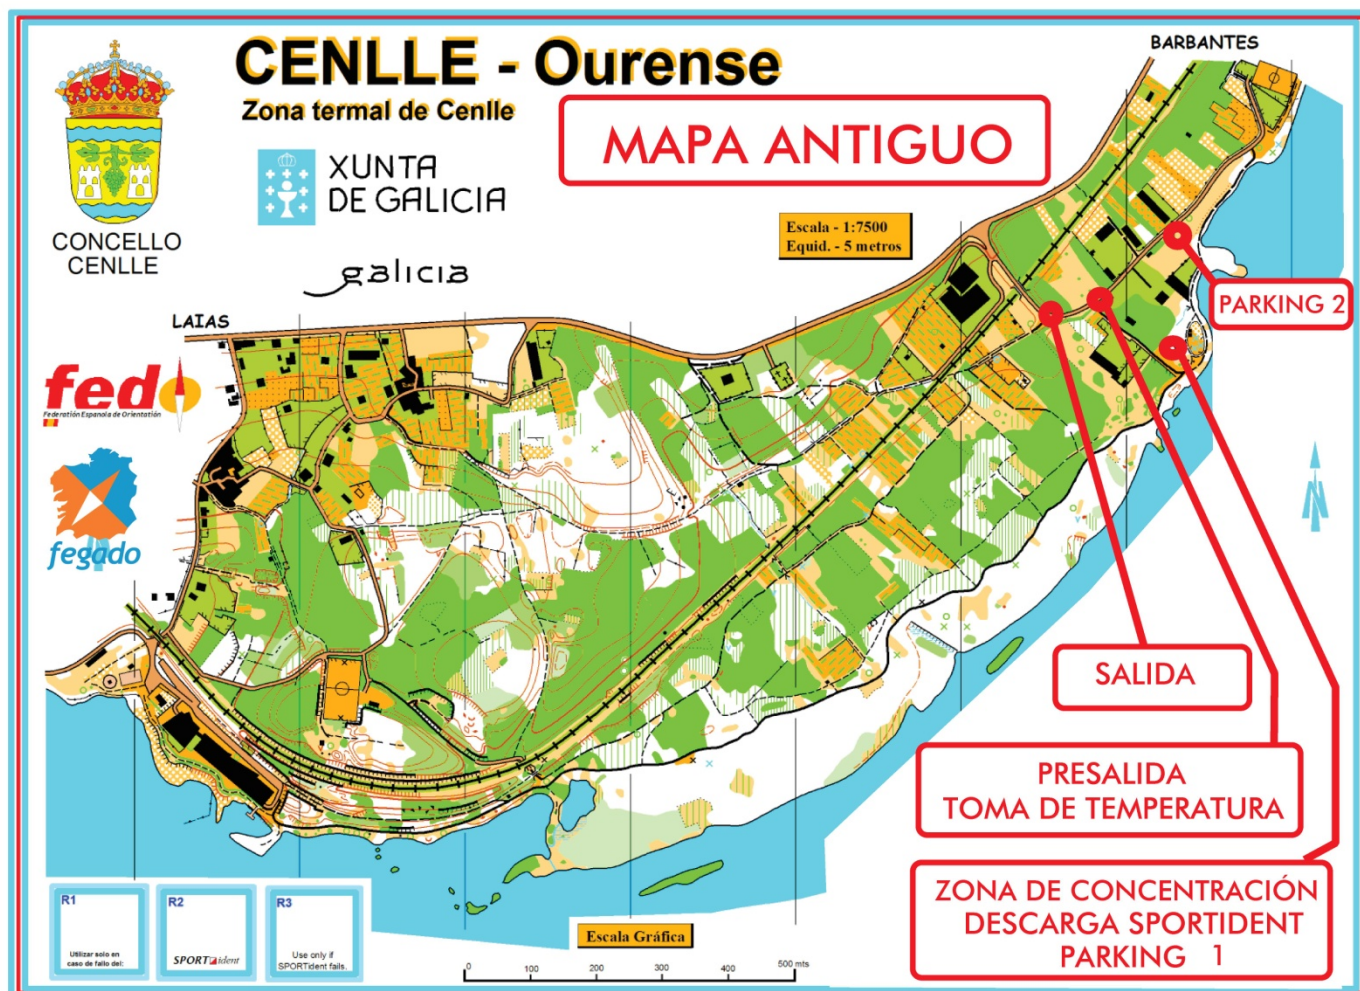 CENLLE - Ourense
Zona termal de Cenlle
MAPA ANTIGUO
BARBANTES
XUNTA
DE GALICIA
CONCELLO
CENLLE
galicia
Escala - 1:7500
Equid. - 5 metros
PARKING 2
LAIAS
fedo
Federación Española de Orientación
fegado
N
SALIDA
PRESALIDA
TOMA DE TEMPERATURA
ZONA DE CONCENTRACIÓN
DESCARGA SPORTIDENT
PARKING 1
R1
Utilizar solo en
caso de fallo del:
R2
SPORTident
R3
Use only if
SPORTident fails.
Escala Gráfica
0 100 200 300 400 500 mts